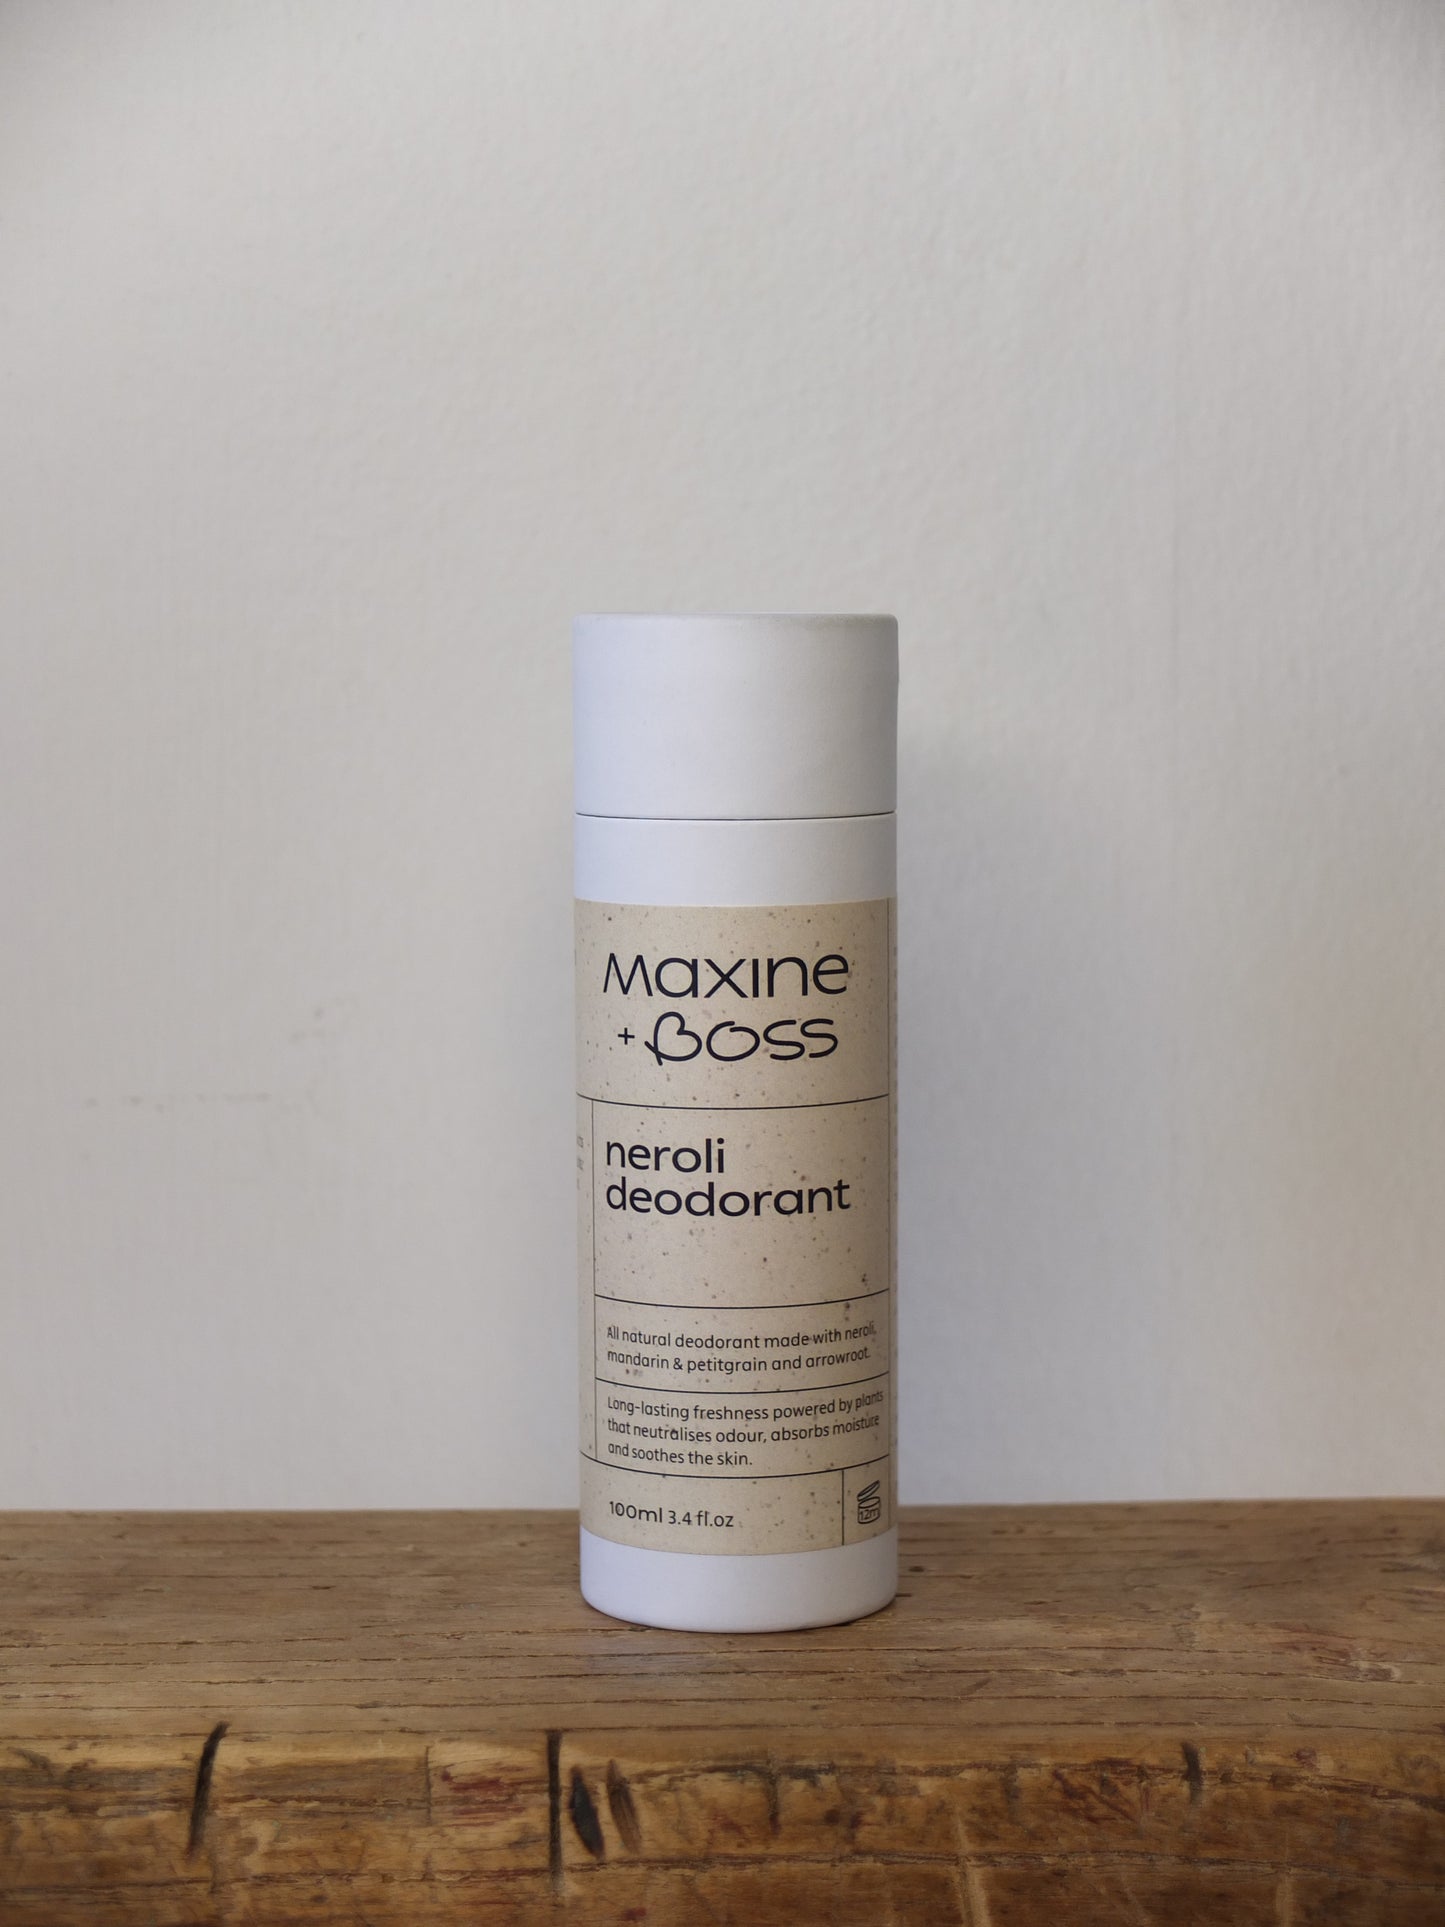 Maxine
+ Boss
neroli
deodorant
All natural deodorant made with neroli,
mandarin & petitgrain and arrowroot.
Long-lasting freshness powered by plants
that neutralises odour, absorbs moisture
and soothes the skin.
100ml 3.4 fl.oz
12m